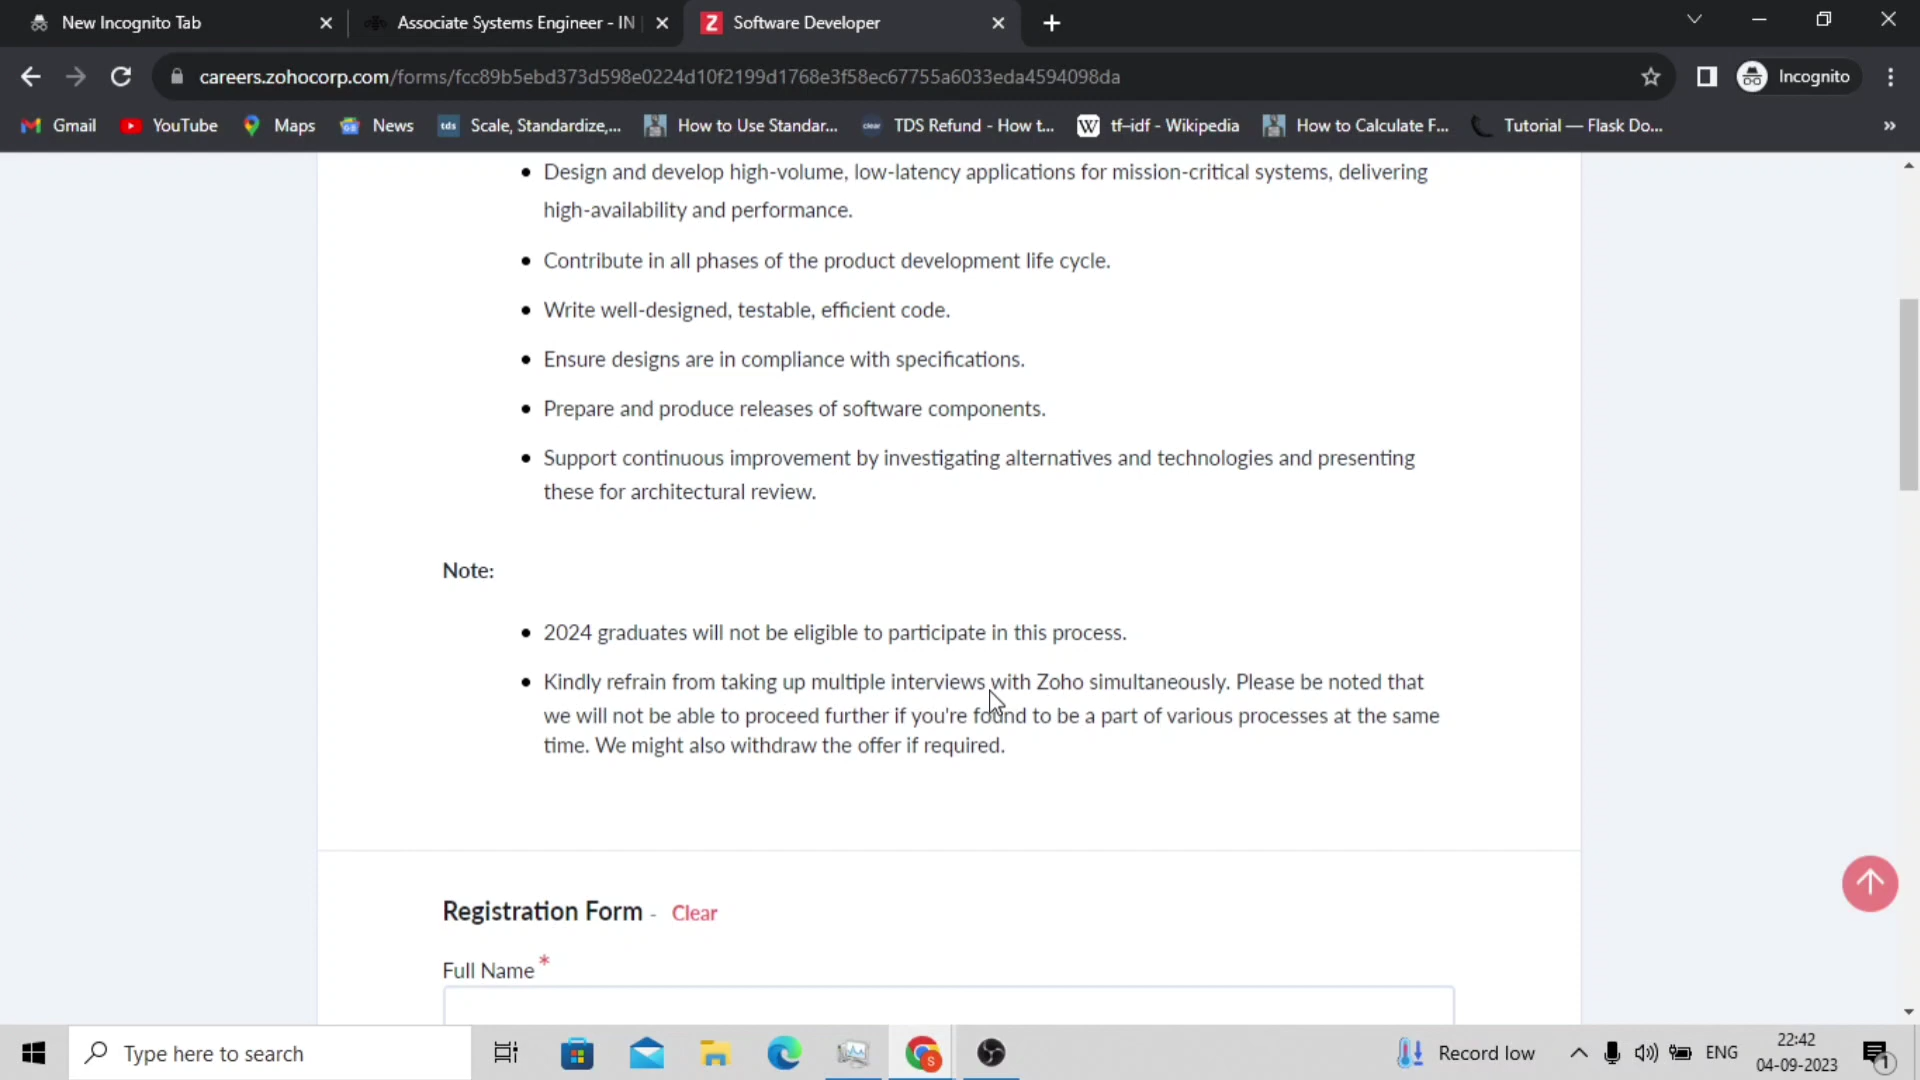 New Incognito Tab
Associate Systems Engineer - IN
Software Developer
careers.zohocorp.com/forms/fcc89b5ebd373d598e0224d10f2199d1768e3f58ec67755a6033eda4594098da
Incognito
Gmail
YouTube
Maps
News
tds Scale, Standardize,...
How to Use Standar...
clear TDS Refund - How t...
W tf–idf - Wikipedia
How to Calculate F...
Tutorial — Flask Do...
• Design and develop high-volume, low-latency applications for mission-critical systems, delivering
high-availability and performance.
• Contribute in all phases of the product development life cycle.
• Write well-designed, testable, efficient code.
• Ensure designs are in compliance with specifications.
• Prepare and produce releases of software components.
• Support continuous improvement by investigating alternatives and technologies and presenting
these for architectural review.
Note:
• 2024 graduates will not be eligible to participate in this process.
• Kindly refrain from taking up multiple interviews with Zoho simultaneously. Please be noted that
we will not be able to proceed further if you're found to be a part of various processes at the same
time. We might also withdraw the offer if required.
Registration Form - Clear
Full Name *
Type here to search
Record low
ENG
22:42
04-09-2023
1